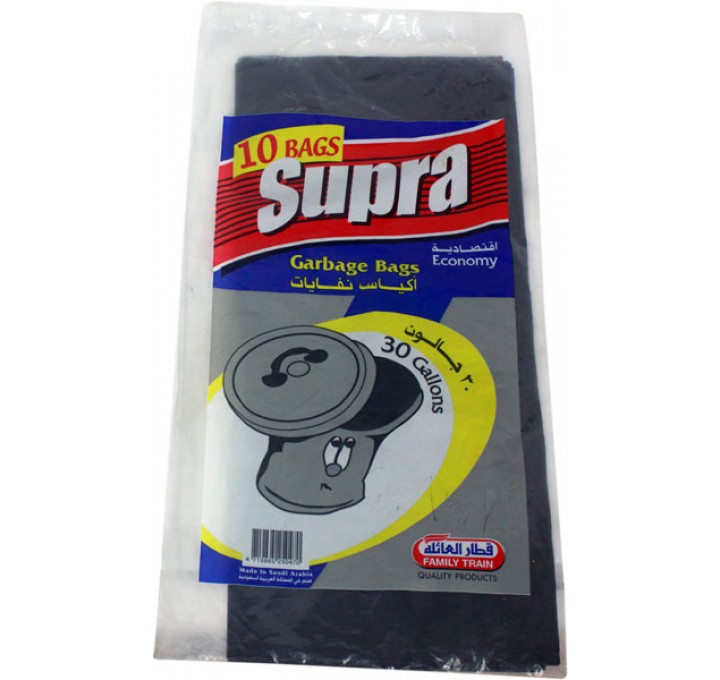 10 BAGS
Supra
اقتصادية
Economy
Garbage Bags
أكياس نفايات
٣٠ جالون
30 Gallons
قطار العائلة
FAMILY TRAIN
QUALITY PRODUCTS
Made in Saudi Arabia
صنع في المملكة العربية السعودية